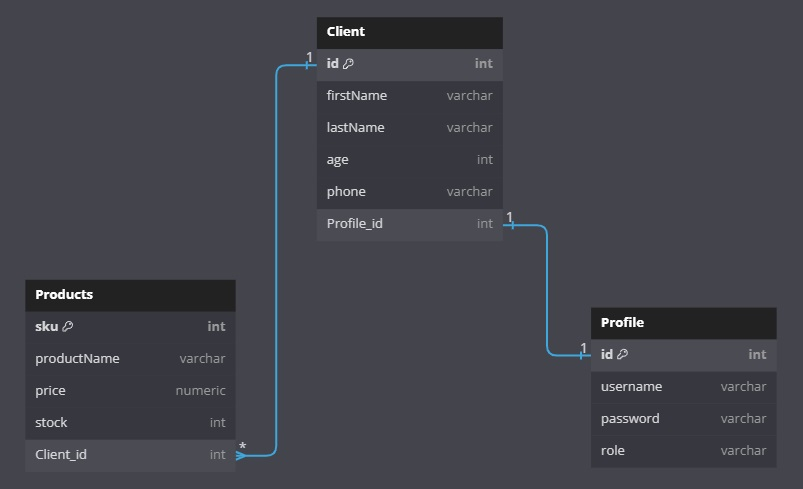 Client
1
id int
firstName varchar
lastName varchar
age int
phone varchar
Profile_id int
1
Products
sku int
productName varchar
price numeric
stock int
Client_id int
*
Profile
1
id int
username varchar
password varchar
role varchar